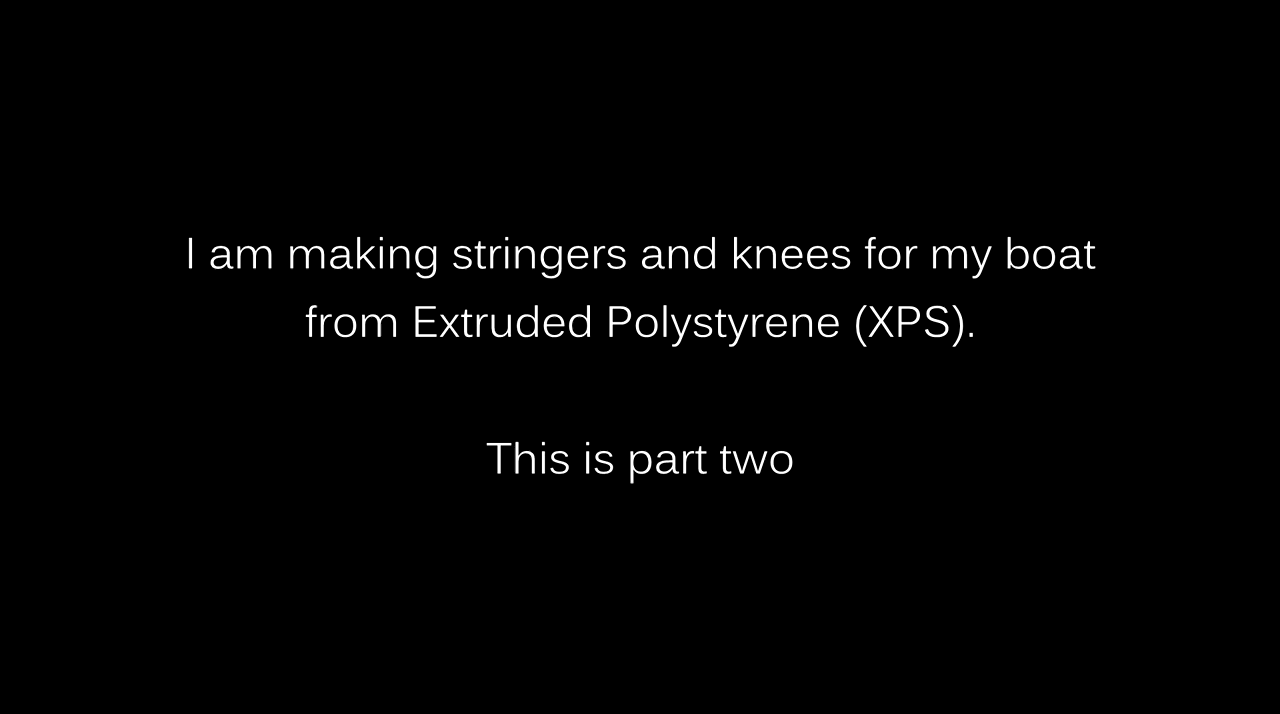 I am making stringers and knees for my boat
from Extruded Polystyrene (XPS).
This is part two